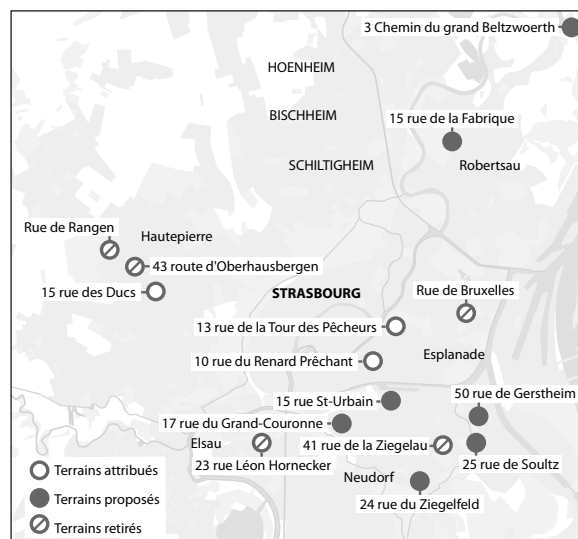 3 Chemin du grand Beltzwoerth
HOENHEIM
BISCHHEIM
15 rue de la Fabrique
SCHILTIGHEIM
Robertsau
Rue de Rangen
Hautepierre
43 route d'Oberhausbergen
15 rue des Ducs
STRASBOURG
Rue de Bruxelles
13 rue de la Tour des Pêcheurs
Esplanade
10 rue du Renard Prêchant
15 rue St-Urbain
50 rue de Gerstheim
17 rue du Grand-Couronne
Elsau
41 rue de la Ziegelau
23 rue Léon Hornecker
25 rue de Soultz
Neudorf
24 rue du Ziegelfeld
Terrains attribués
Terrains proposés
Terrains retirés